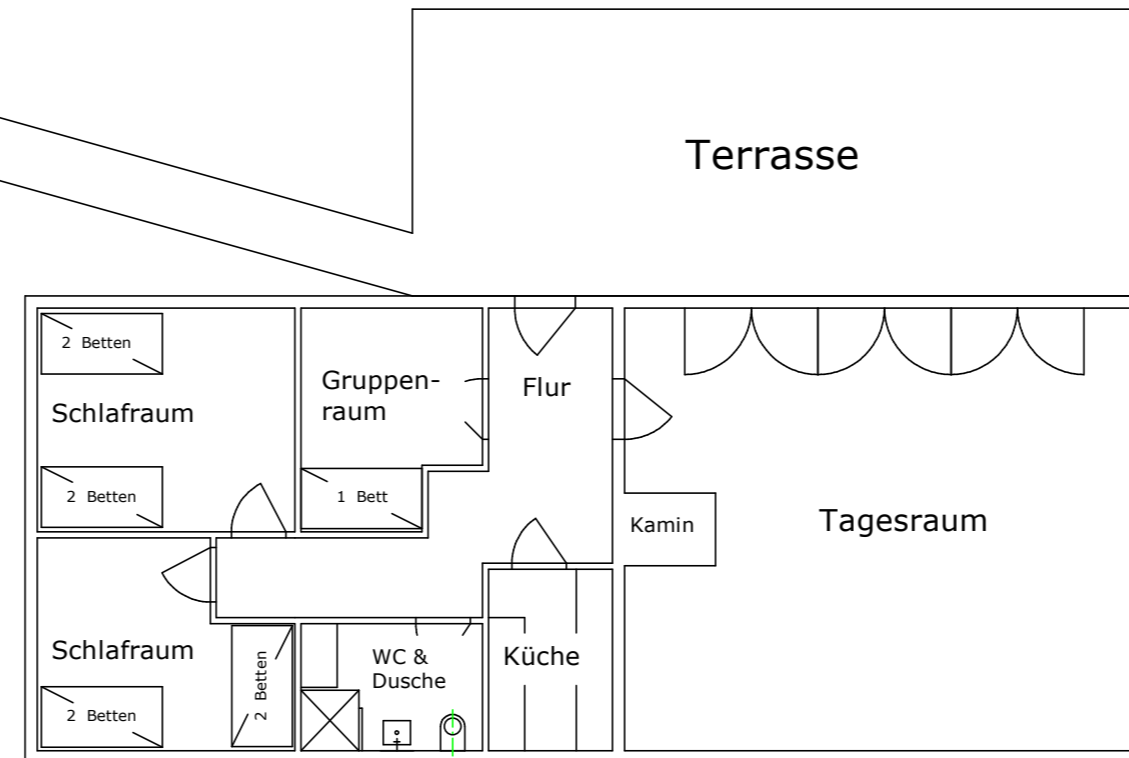 Terrasse
2 Betten
Schlafraum
2 Betten
Gruppen-
raum
1 Bett
Flur
Kamin
Tagesraum
Schlafraum
2 Betten
2 Betten
WC &
Dusche
Küche